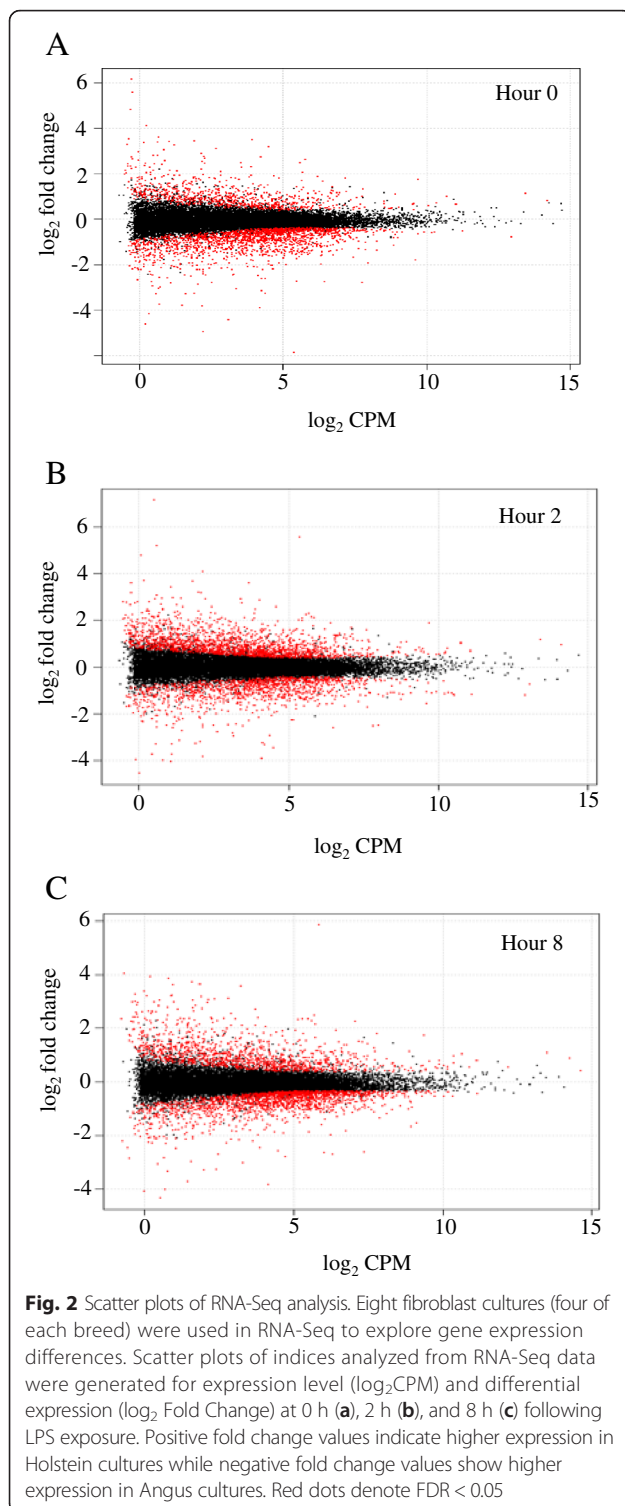 A
6
4
2
0
-2
-4
log₂ fold change
Hour 0
0 5 10 15
log₂ CPM
B
6
4
2
0
-2
-4
log₂ fold change
Hour 2
0 5 10 15
log₂ CPM
C
6
4
2
0
-2
-4
log₂ fold change
Hour 8
0 5 10 15
log₂ CPM
Fig. 2 Scatter plots of RNA-Seq analysis. Eight fibroblast cultures (four of
each breed) were used in RNA-Seq to explore gene expression
differences. Scatter plots of indices analyzed from RNA-Seq data
were generated for expression level (log₂CPM) and differential
expression (log₂ Fold Change) at 0 h (a), 2 h (b), and 8 h (c) following
LPS exposure. Positive fold change values indicate higher expression in
Holstein cultures while negative fold change values show higher
expression in Angus cultures. Red dots denote FDR < 0.05